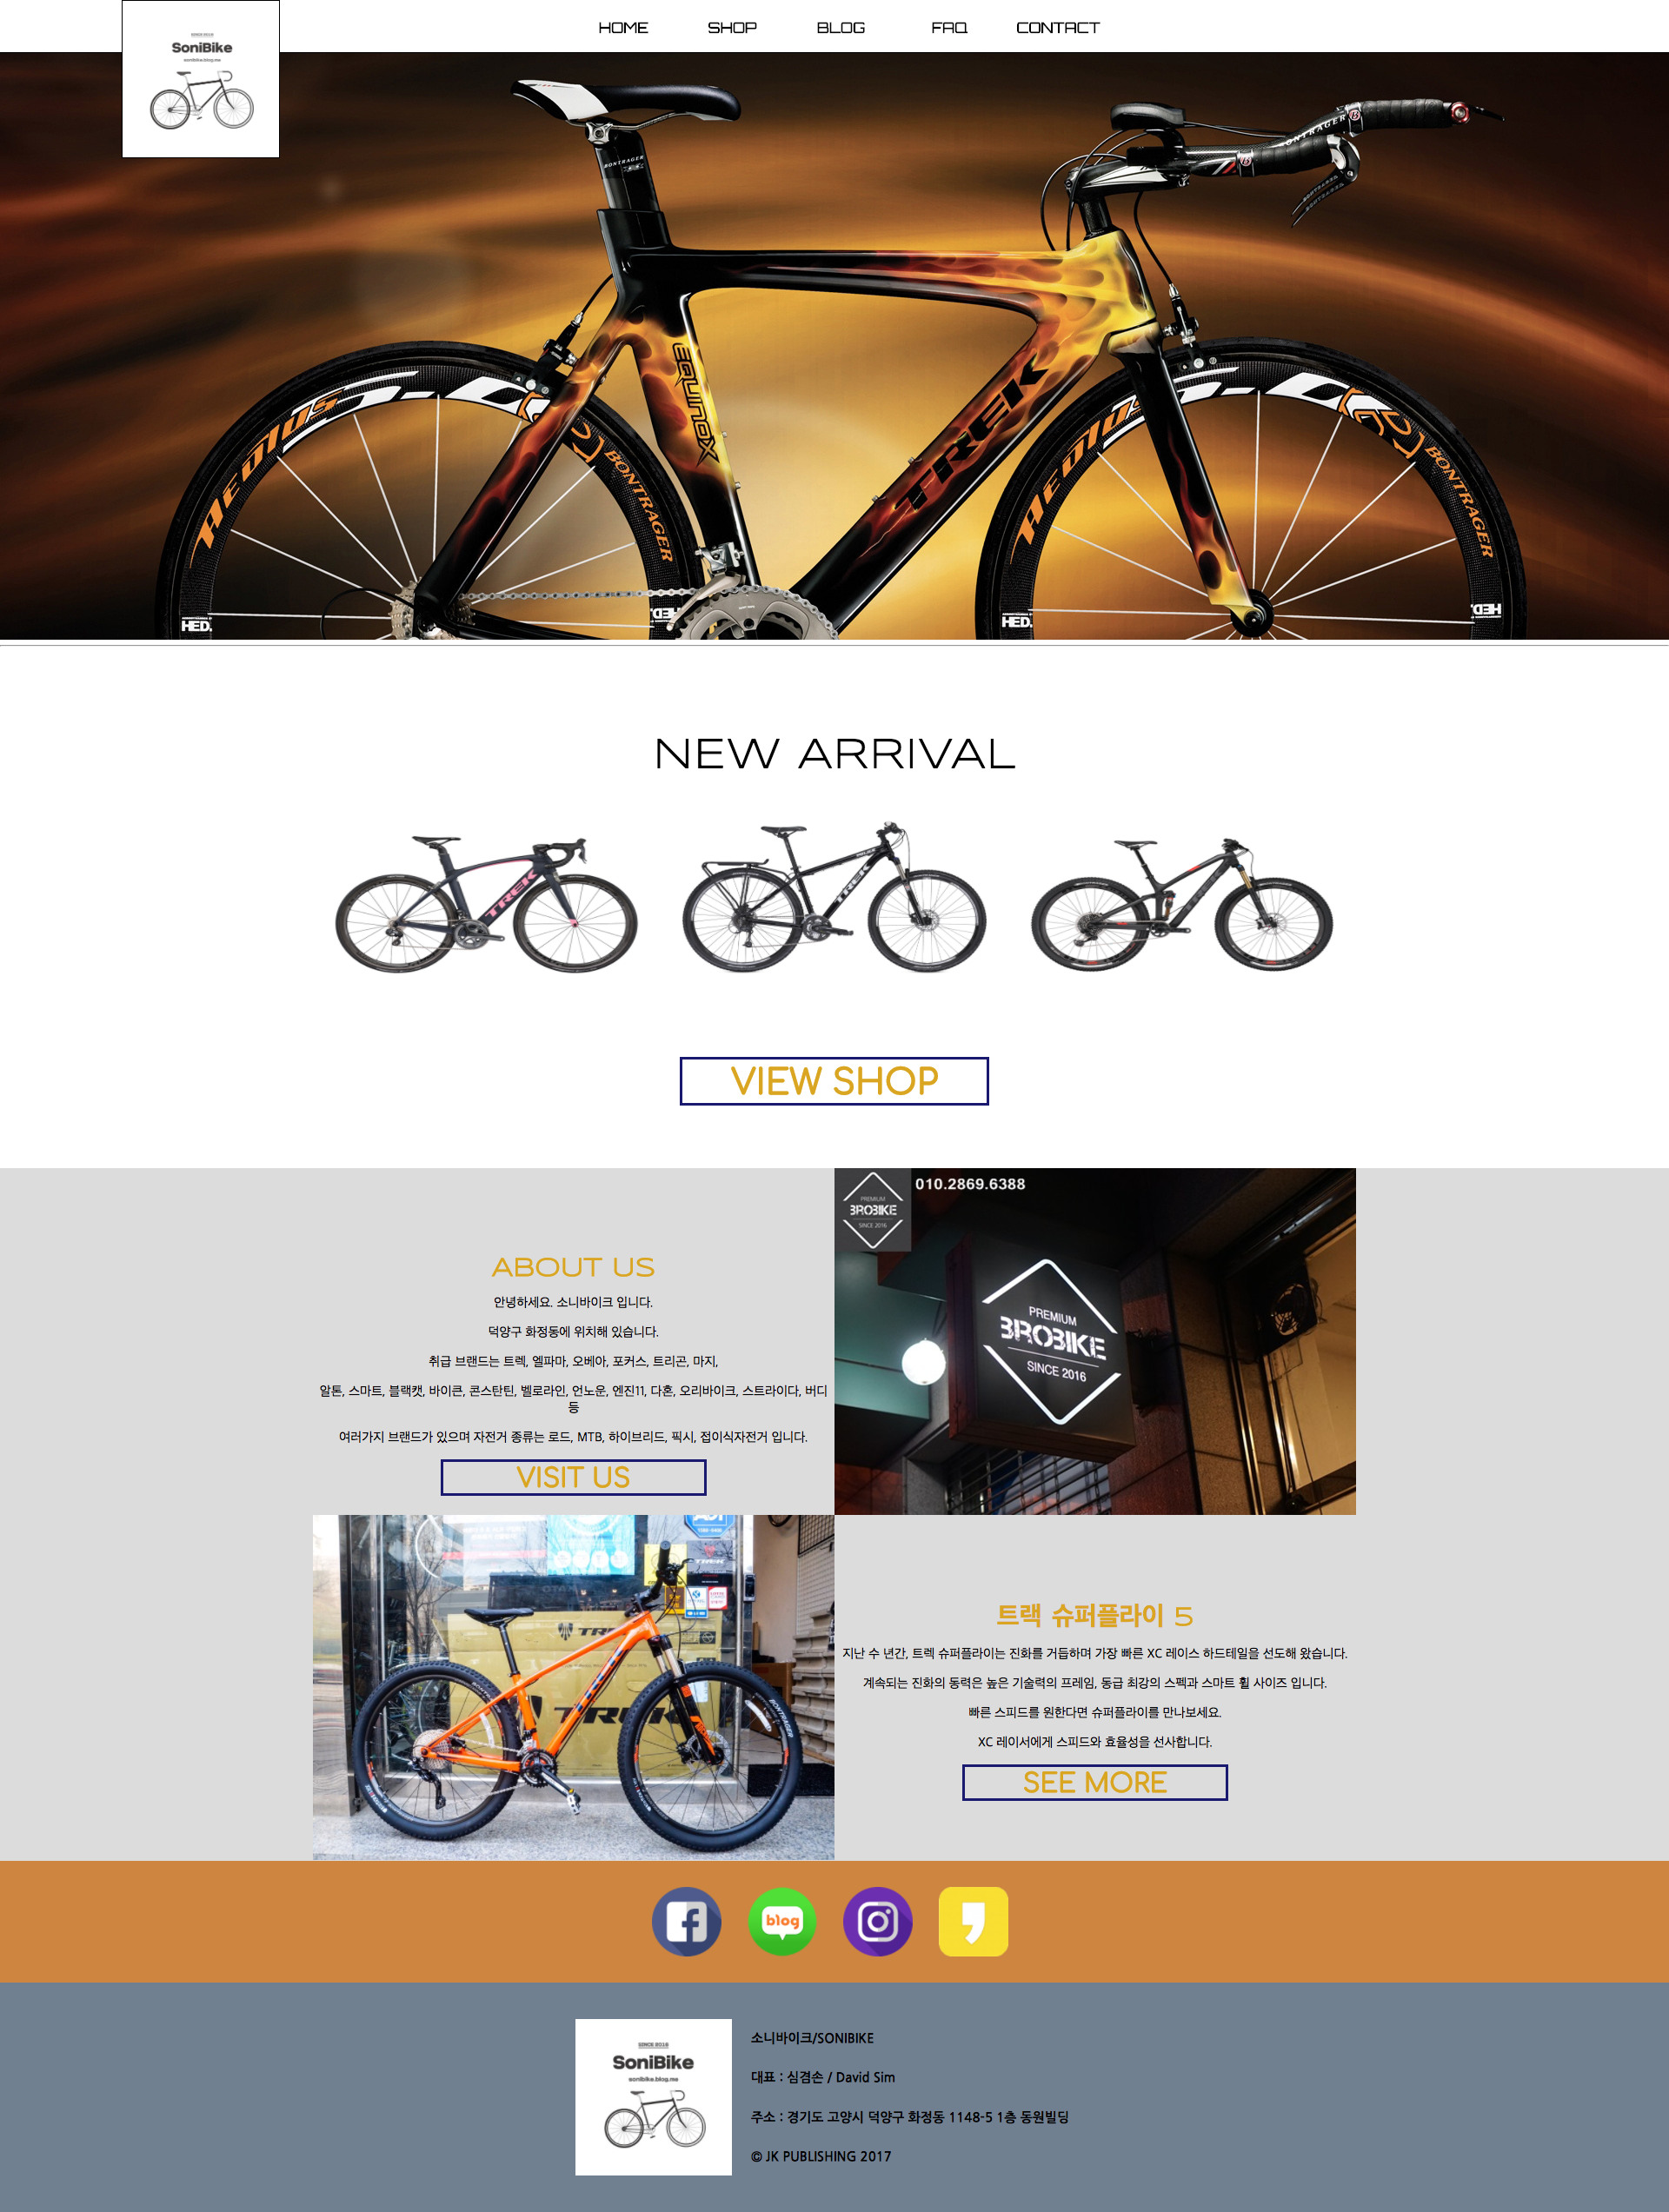 SINCE 2016
SoniBike
sonibike.blog.me
HOME
SHOP
BLOG
FAQ
CONTACT
BONTRAGER
BONTRAGER
EQUINOX
TREK
Aeolus
BONTRAGER
HED.
HED.
Aeolus
BONTRAGER
HED.
HED.
NEW ARRIVAL
TREK
TREK
VIEW SHOP
ABOUT US
안녕하세요. 소니바이크 입니다.
덕양구 화정동에 위치해 있습니다.
취급 브랜드는 트렉, 엘파마, 오베아, 포커스, 트리곤, 마지,
알톤, 스마트, 블랙캣, 바이큰, 콘스탄틴, 벨로라인, 언노운, 엔진11, 다혼, 오리바이크, 스트라이다, 버디
등
여러가지 브랜드가 있으며 자전거 종류는 로드, MTB, 하이브리드, 픽시, 접이식자전거 입니다.
VISIT US
PREMIUM
BROBIKE
SINCE 2016
010.2869.6388
PREMIUM
BROBIKE
SINCE 2016
TREK
BONTRAGER
트랙 슈퍼플라이 5
지난 수 년간, 트렉 슈퍼플라이는 진화를 거듭하며 가장 빠른 XC 레이스 하드테일을 선도해 왔습니다.
계속되는 진화의 동력은 높은 기술력의 프레임, 동급 최강의 스펙과 스마트 휠 사이즈 입니다.
빠른 스피드를 원한다면 슈퍼플라이를 만나보세요.
XC 레이서에게 스피드와 효율성을 선사합니다.
SEE MORE
blog
SINCE 2016
SoniBike
sonibike.blog.me
소니바이크/SONIBIKE
대표 : 심겸손 / David Sim
주소 : 경기도 고양시 덕양구 화정동 1148-5 1층 동원빌딩
© JK PUBLISHING 2017